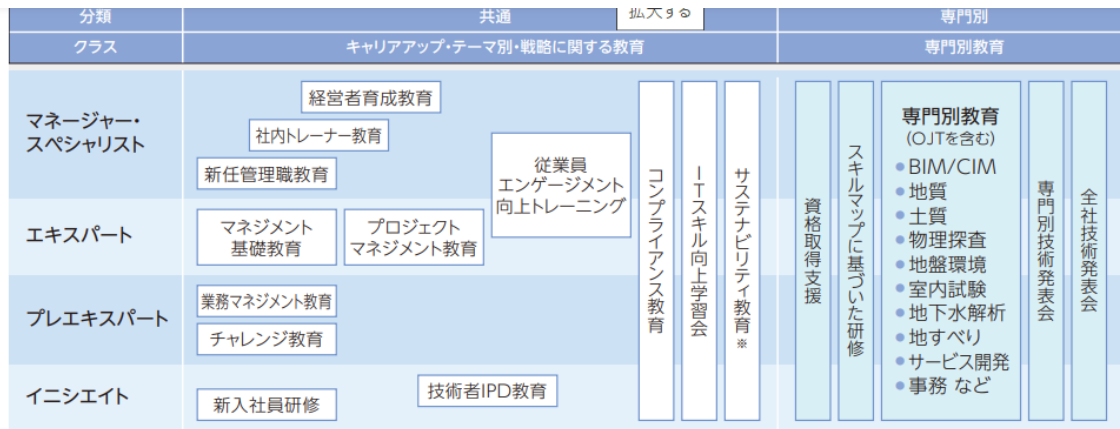 分類
共通
拡大する
専門別
クラス
キャリアアップ・テーマ別・戦略に関する教育
専門別教育
マネージャー・
スペシャリスト
経営者育成教育
社内トレーナー教育
新任管理職教育
従業員
エンゲージメント
向上トレーニング
エキスパート
マネジメント
基礎教育
プロジェクト
マネジメント教育
プレエキスパート
業務マネジメント教育
チャレンジ教育
イニシエイト
新入社員研修
技術者IPD教育
コンプライアンス教育
ITスキル向上学習会
サステナビリティ教育※
資格取得支援
スキルマップに基づいた研修
専門別教育
(OJTを含む)
●BIM/CIM
●地質
●土質
●物理探査
●地盤環境
●室内試験
●地下水解析
●地すべり
●サービス開発
●事務 など
専門別技術発表会
全社技術発表会